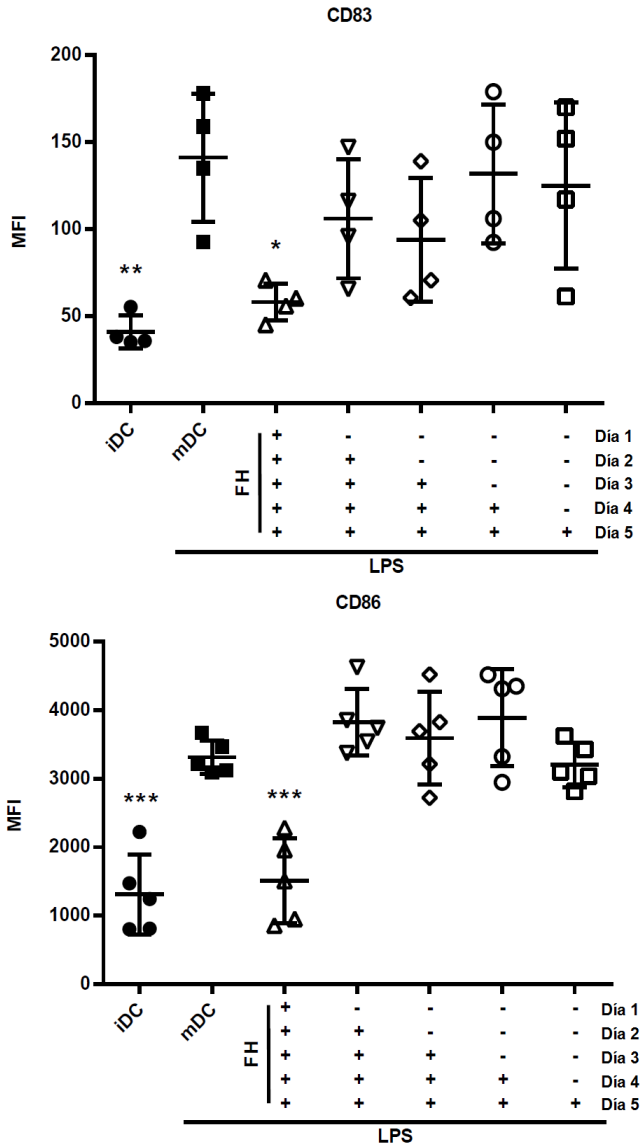 CD83
200
150
100
50
0
MFI
**
*
iDC
mDC
FH
+ - - - - Día 1
+ + - - - Día 2
+ + + - - Día 3
+ + + + - Día 4
+ + + + + Día 5
LPS
CD86
5000
4000
3000
2000
1000
0
MFI
***
***
iDC
mDC
FH
+ - - - - Día 1
+ + - - - Día 2
+ + + - - Día 3
+ + + + - Día 4
+ + + + + Día 5
LPS